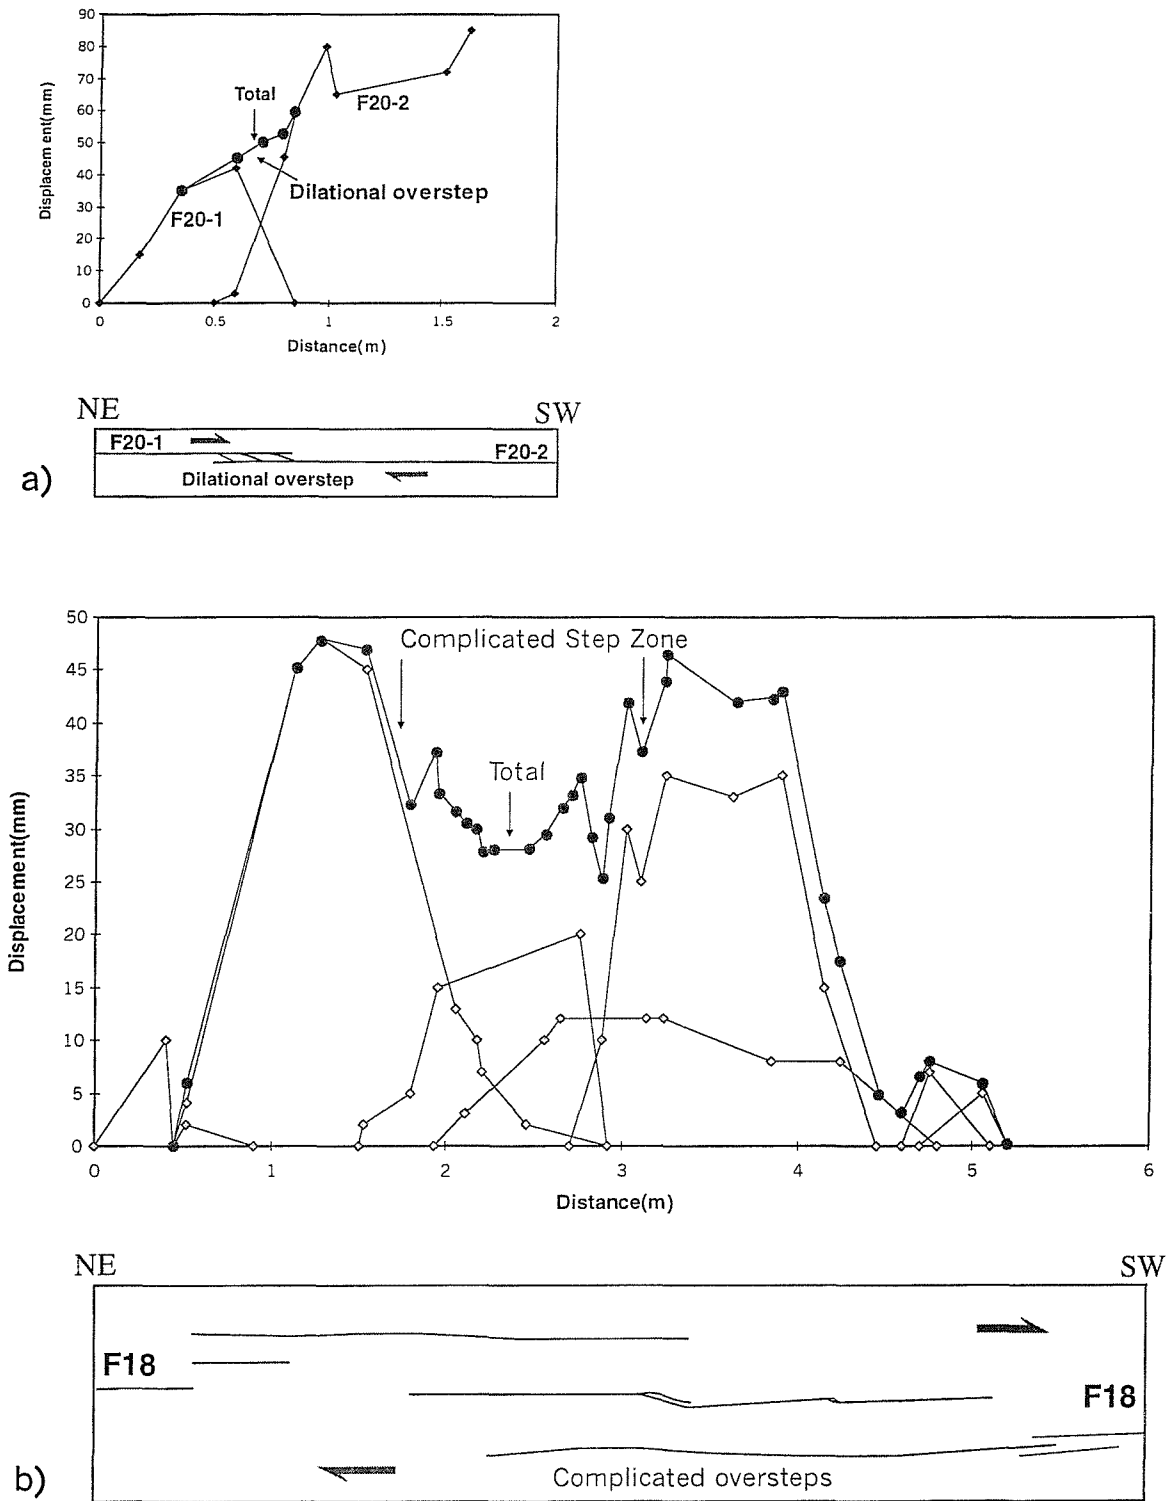 90
80
70
60
50
40
30
20
10
0
Displacem ent(mm)
Total
F20-2
Dilational overstep
F20-1
0 0.5 1 1.5 2
Distance(m)
NE SW
F20-1
F20-2
Dilational overstep
a)
50
45
40
35
30
25
20
15
10
5
0
Displacement(mm)
Complicated Step Zone
Total
0 1 2 3 4 5 6
Distance(m)
NE SW
F18
F18
Complicated oversteps
b)